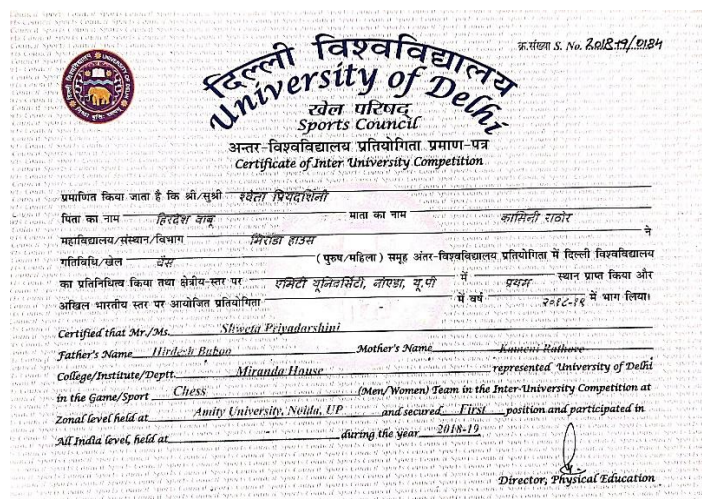 क्र.संख्या S. No. 2018-19/0184
दिल्ली विश्वविद्यालय
University of Delhi
खेल परिषद्
Sports Council
अन्तर-विश्वविद्यालय प्रतियोगिता प्रमाण-पत्र
Certificate of Inter University Competition
प्रमाणित किया जाता है कि श्री/सुश्री श्वेता प्रियदर्शिनी
पिता का नाम हिरदेश बाबू माता का नाम कामिनी राठोर
महाविद्यालय/संस्थान/विभाग मिरांडा हाउस ने
गतिविधि/खेल चैस (पुरुष/महिला) समूह अंतर-विश्वविद्यालय प्रतियोगिता में दिल्ली विश्वविद्यालय
का प्रतिनिधित्व किया तथा क्षेत्रीय-स्तर पर एमिटी यूनिवर्सिटी, नोएडा, यू.पी में प्रथम स्थान प्राप्त किया और
अखिल भारतीय स्तर पर आयोजित प्रतियोगिता में वर्ष २०१८-१९ में भाग लिया।
Certified that Mr./Ms. Shweta Priyadarshini
Father's Name Hirdesh Baboo Mother's Name Kamini Rathore
College/Institute/Deptt. Miranda House represented University of Delhi
in the Game/Sport Chess (Men/Women) Team in the Inter-University Competition at
Zonal level held at Amity University, Noida, UP and secured First position and participated in
All India level, held at during the year 2018-19
Director, Physical Education